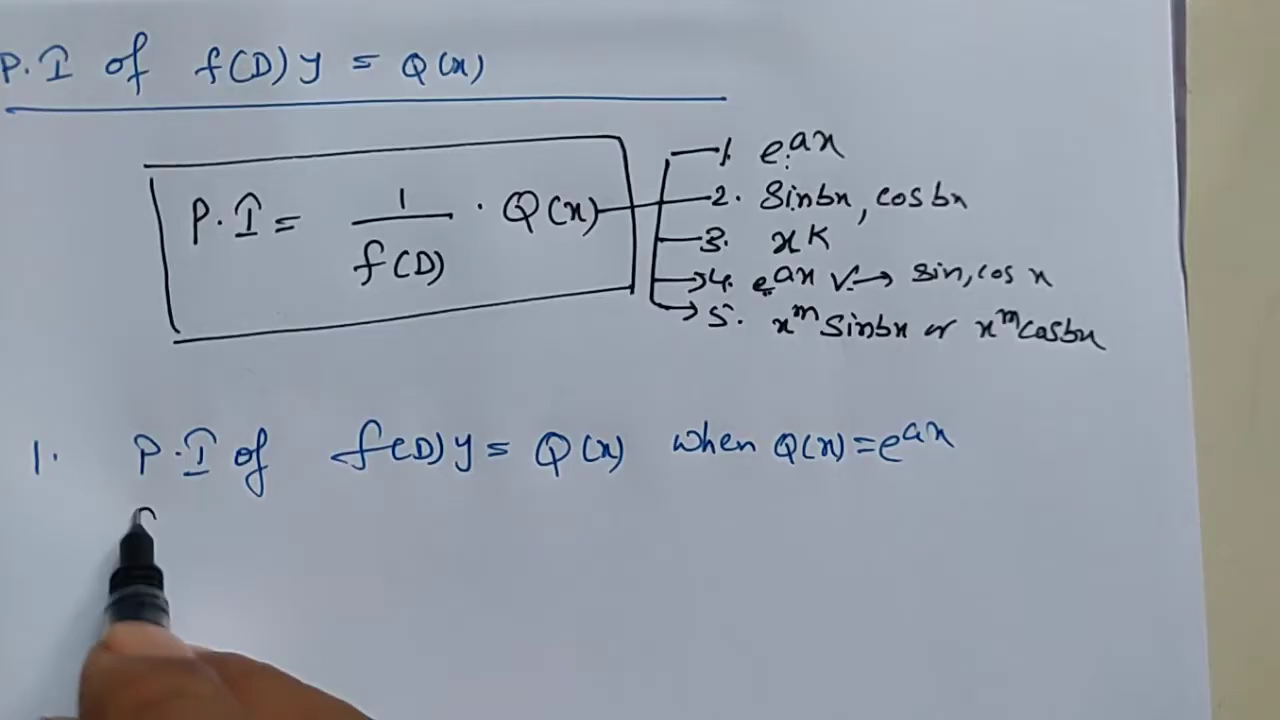 P.I of f(D)y = Q(x)
P.I = 1/f(D) · Q(x)
1. e^ax
2. Sinbx, cosbx
3. x^k
4. e^ax V → sin, cos x
5. x^m Sinbx or x^m cosbx
1. P.I of f(D)y = Q(x) when Q(x) = e^ax